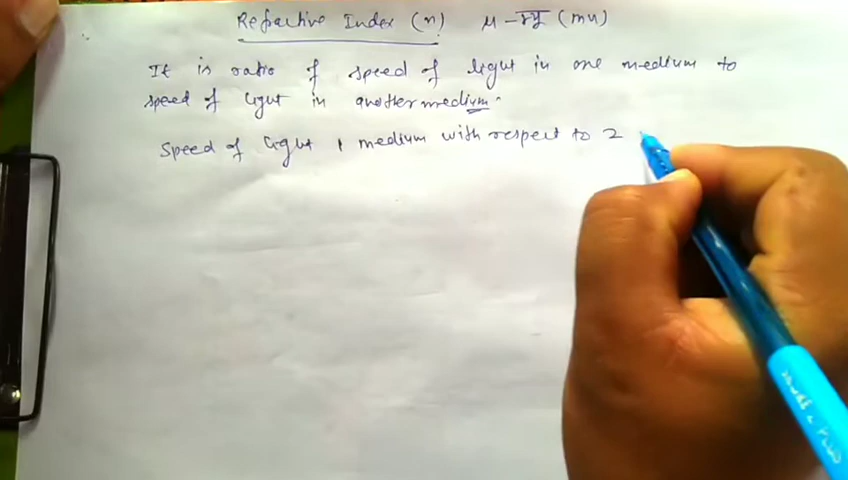 Refractive Index (n) μ - म्यू (mu)
It is ratio of speed of light in one medium to
speed of light in another medium.
Speed of light 1 medium with respect to 2